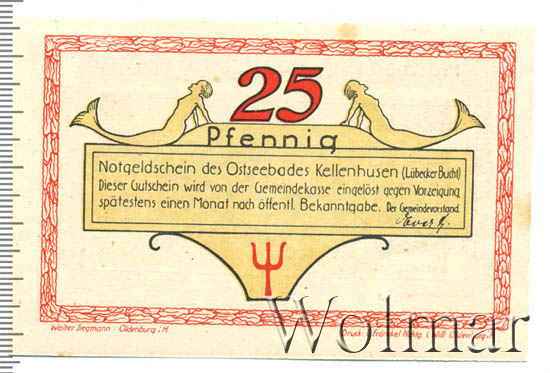 25
Pfennig
Notgeldschein des Ostseebades Kellenhusen (Lübecker Bucht)
Dieser Gutschein wird von der Gemeindekasse eingelöst gegen Vorzeigung
spätestens einen Monat nach öffentl. Bekanntgabe. Der Gemeindevorstand.
Walter Siegmann Oldenburg i. H
Druck
Wolmar